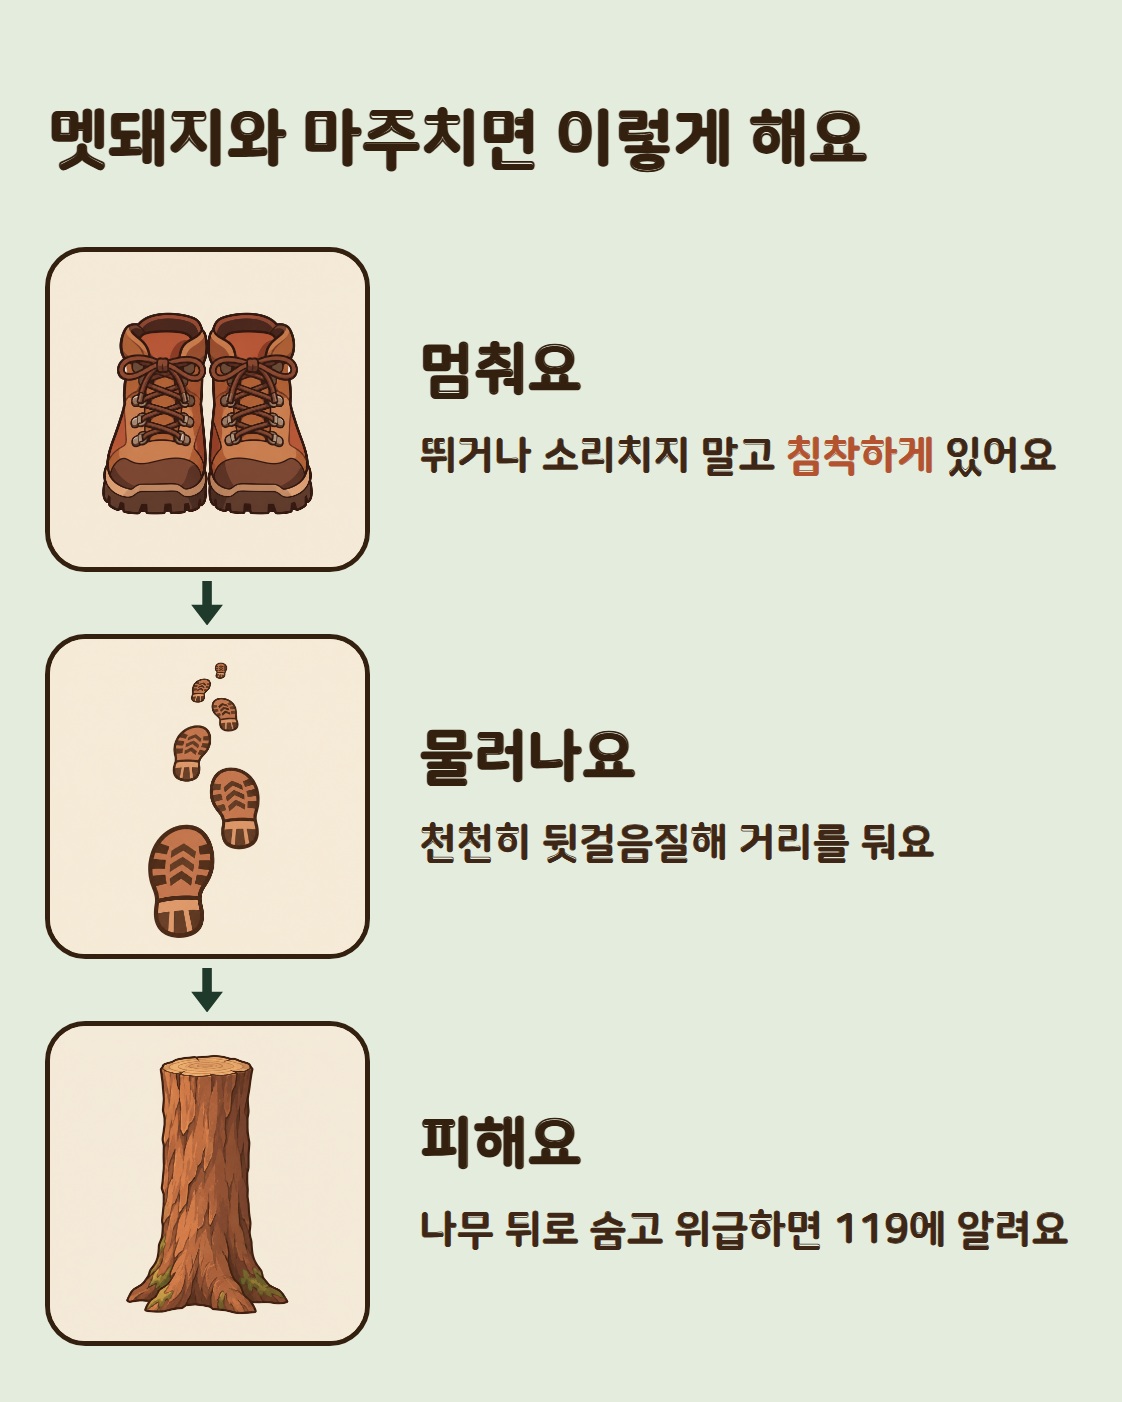 멧돼지와 마주치면 이렇게 해요
멈춰요
뛰거나 소리치지 말고 침착하게 있어요
물러나요
천천히 뒷걸음질해 거리를 둬요
피해요
나무 뒤로 숨고 위급하면 119에 알려요